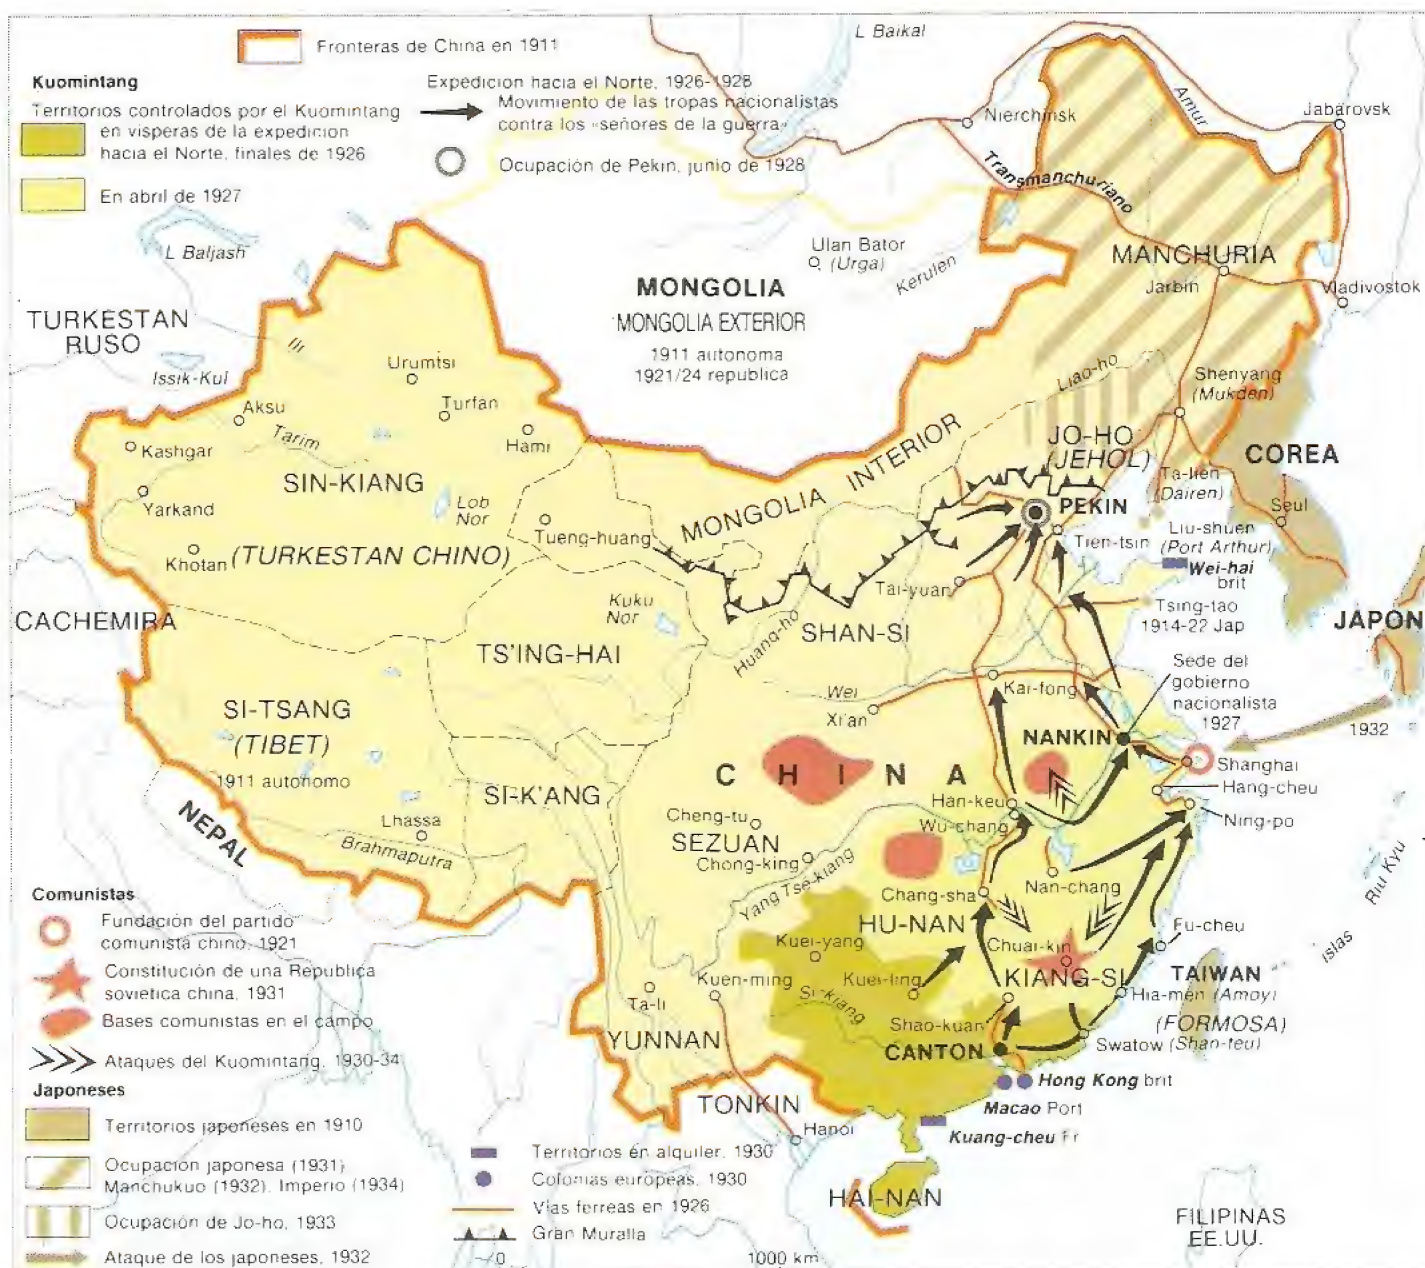 Fronteras de China en 1911
Kuomintang
Territorios controlados por el Kuomintang
en visperas de la expedicion
hacia el Norte, finales de 1926
En abril de 1927
Expedicion hacia el Norte, 1926-1928
Movimiento de las tropas nacionalistas
contra los «señores de la guerra»
Ocupación de Pekin, junio de 1928
L Baikal
Nierchinsk
Amur
Jabarovsk
Transmanchuriano
L Baljash
Ulan Bator
(Urga)
Kerulen
MANCHURIA
Jarbin
Vladivostok
MONGOLIA
MONGOLIA EXTERIOR
1911 autonoma
1921/24 republica
TURKESTAN
RUSO
Ili
Issik-Kul
Urumtsi
Aksu
Turfan
Tarim
Hami
Kashgar
SIN-KIANG
Yarkand
Lob
Nor
Khotan
(TURKESTAN CHINO)
Tueng-huang
MONGOLIA INTERIOR
Liao-ho
Shenyang
(Mukden)
JO-HO
(JEHOL)
COREA
Ta-lien
(Dairen)
Seul
PEKIN
Tien-tsin
Liu-shuen
(Port Arthur)
Wei-hai
brit
Tai-yuan
Tsing-tao
1914-22 Jap
JAPON
CACHEMIRA
Kuku
Nor
TS'ING-HAI
Huang-ho
SHAN-SI
Wei
Xi'an
Kai-fong
Sede del
gobierno
nacionalista
1927
1932
SI-TSANG
(TIBET)
1911 autonomo
NANKIN
Shanghai
Hang-cheu
Ning-po
CHINA
SI-K'ANG
NEPAL
Lhassa
Brahmaputra
Cheng-tu
SEZUAN
Chong-king
Yang Tse-kiang
Han-keu
Wu-chang
Chang-sha
Nan-chang
HU-NAN
Riu Kyu
Islas
Fu-cheu
Kuei-yang
Kuei-ling
Chuai-kin
KIANG-SI
TAIWAN
Hia-men (Amoy)
(FORMOSA)
Kuen-ming
Ta-li
Si-kiang
Shao-kuan
Swatow (Shan-teu)
YUNNAN
CANTON
Hong Kong brit
Macao Port
Kuang-cheu Fr
TONKIN
Hanoi
HAI-NAN
FILIPINAS
EE.UU.
Comunistas
Fundación del partido
comunista chino, 1921
Constitución de una Republica
sovietica china, 1931
Bases comunistas en el campo
Ataques del Kuomintang, 1930-34
Japoneses
Territorios japoneses en 1910
Ocupación japonesa (1931)
Manchukuo (1932), Imperio (1934)
Ocupación de Jo-ho, 1933
Ataque de los japoneses, 1932
Territorios en alquiler, 1930
Colonias europeas, 1930
Vías ferreas en 1926
Gran Muralla
0 1000 km